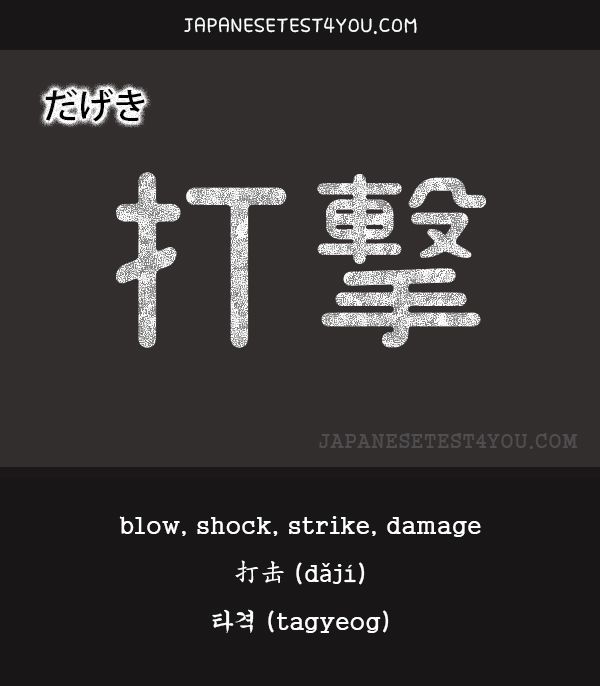 JAPANESETEST4YOU.COM
だげき
打撃
JAPANESETEST4YOU.COM
blow, shock, strike, damage
打击 (dǎjí)
타격 (tagyeog)